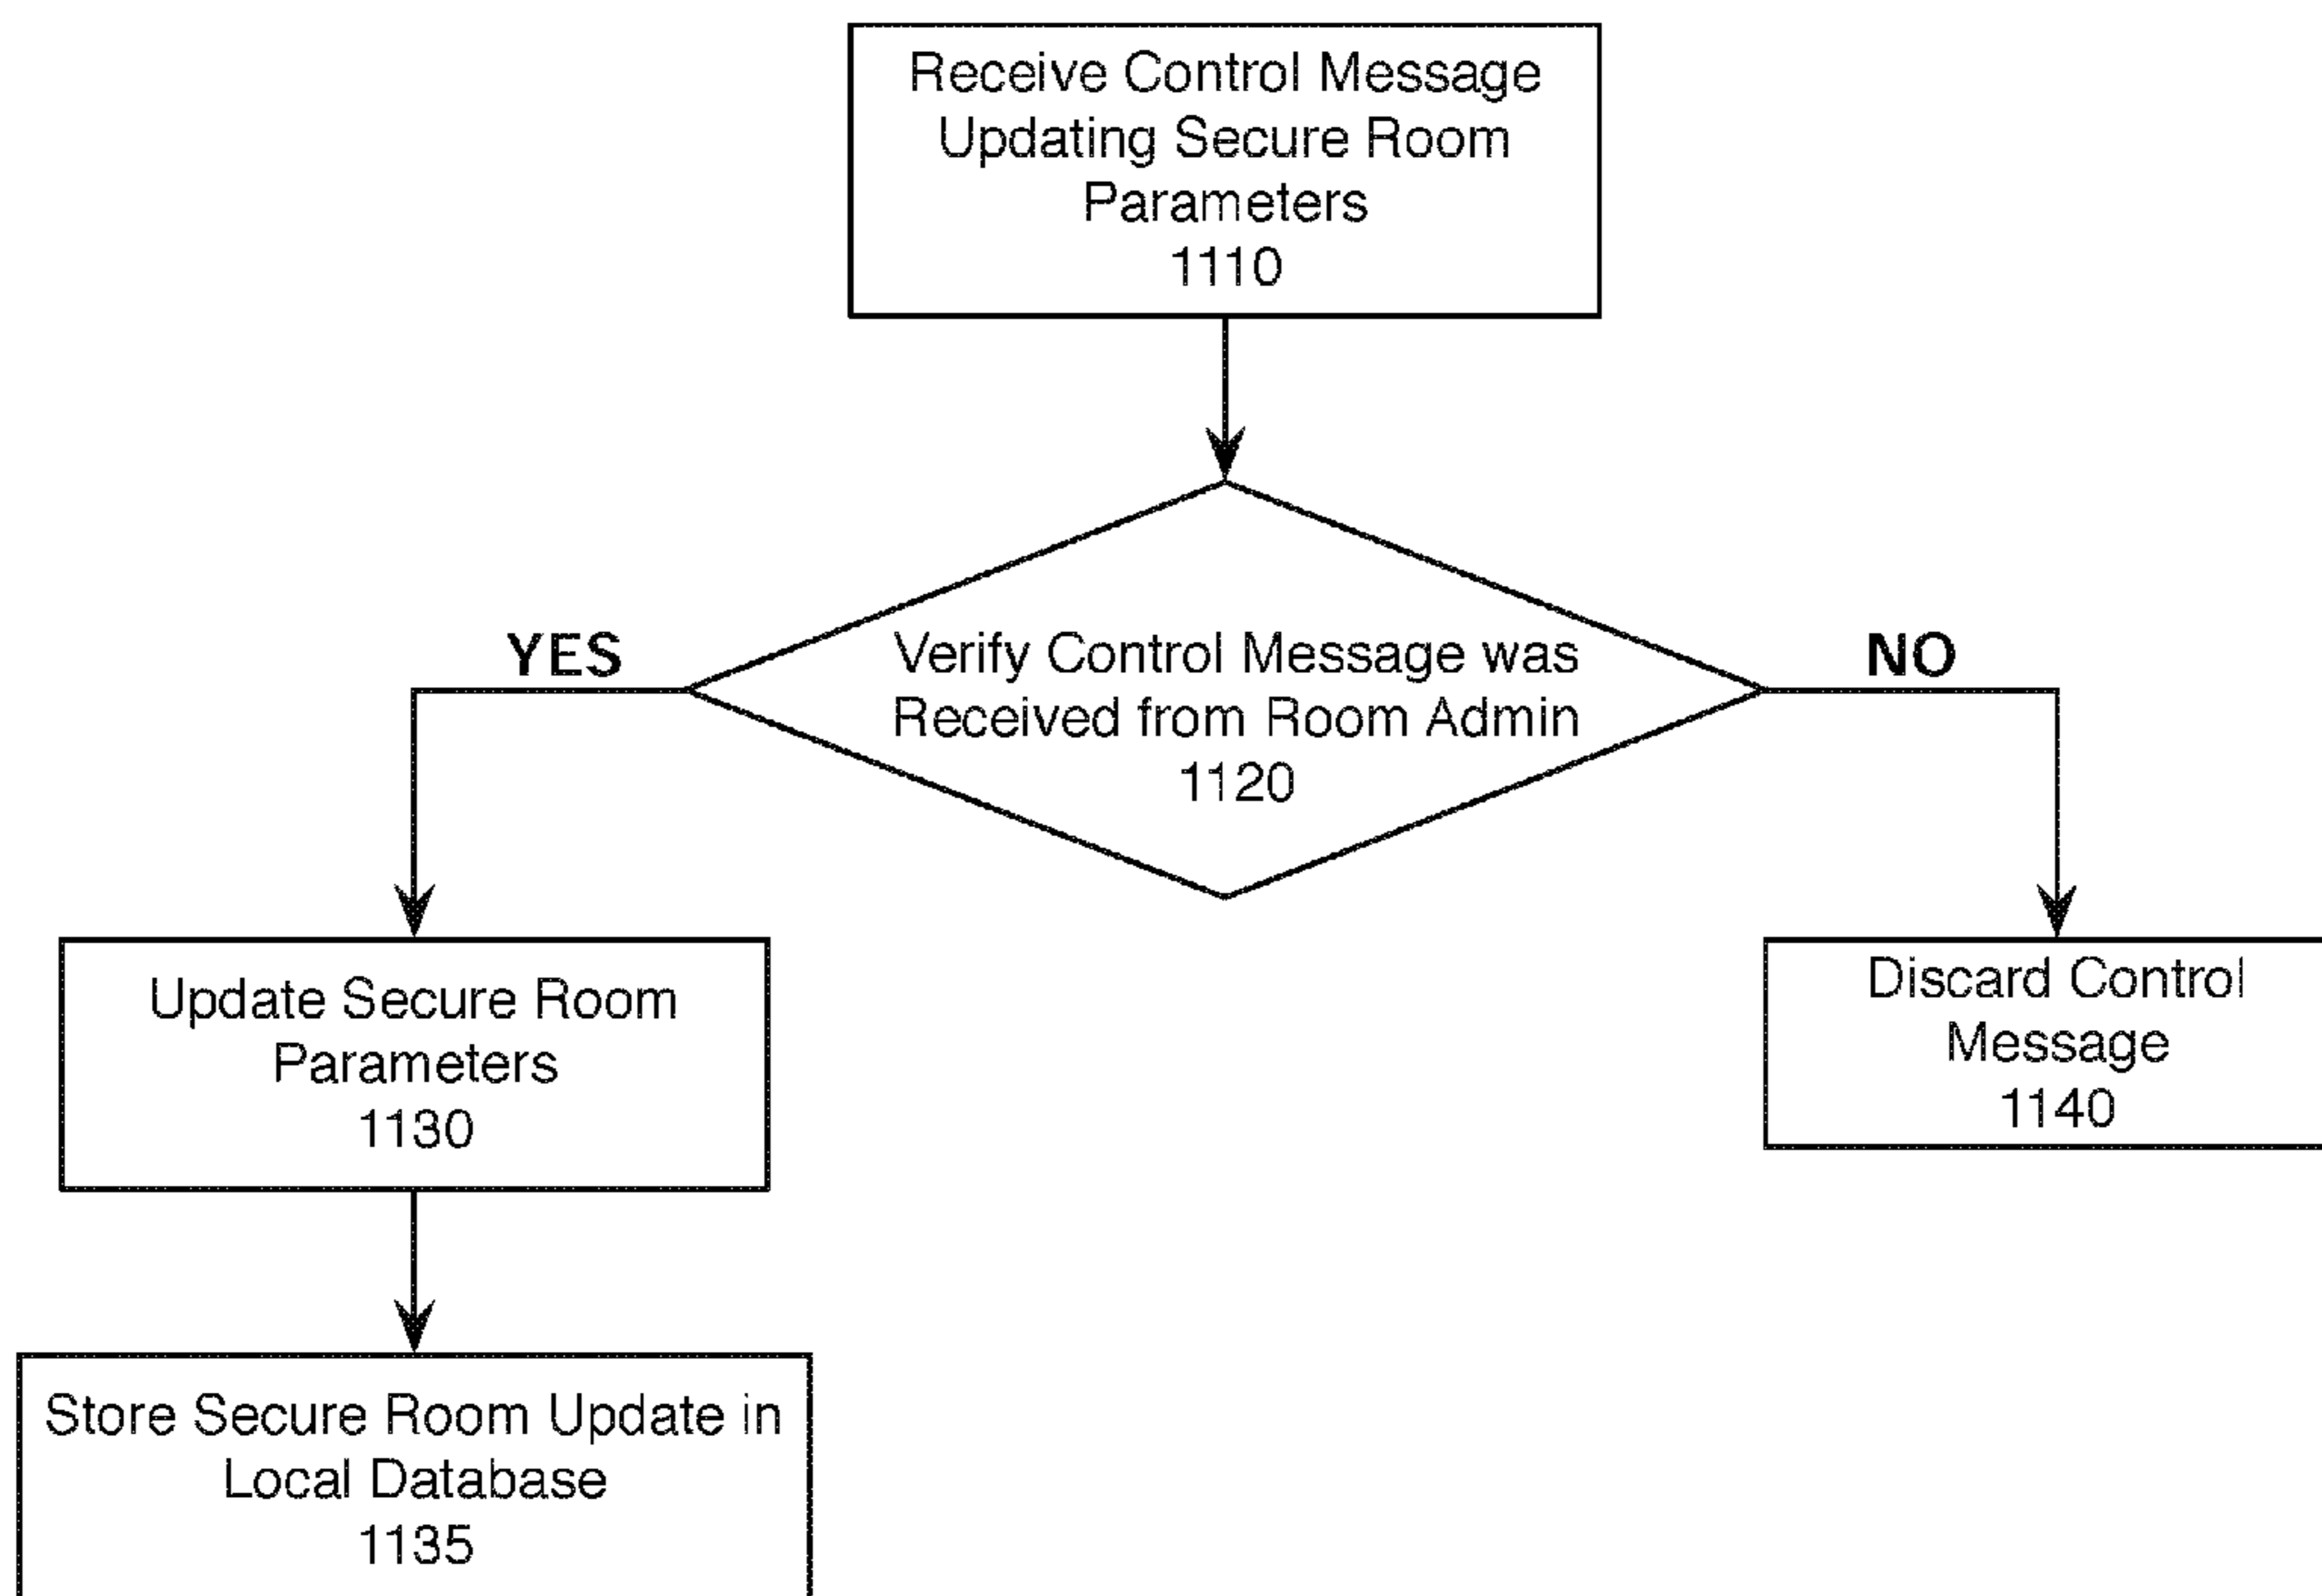 Receive Control Message
Updating Secure Room
Parameters
1110
YES
Verify Control Message was
Received from Room Admin
1120
NO
Update Secure Room
Parameters
1130
Discard Control
Message
1140
Store Secure Room Update in
Local Database
1135